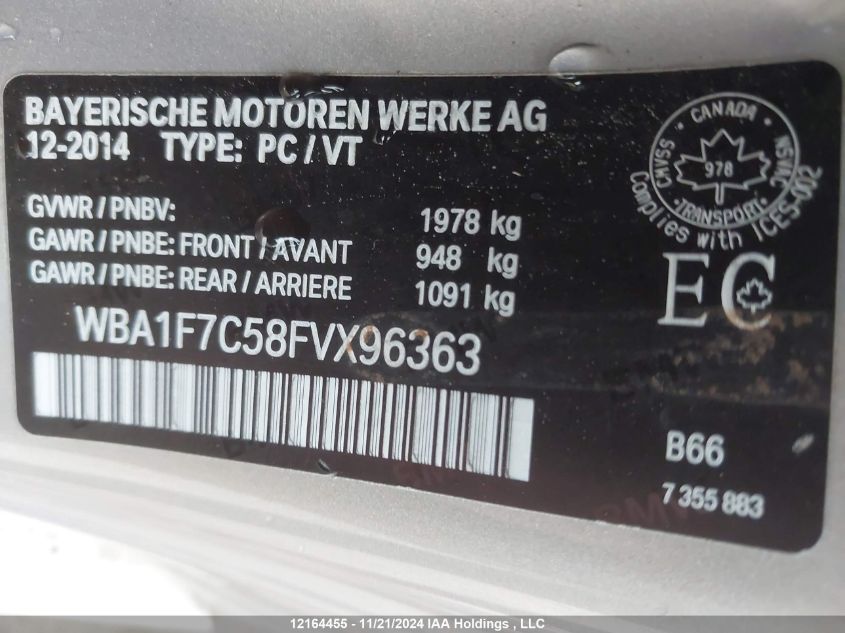 BAYERISCHE MOTOREN WERKE AG
12-2014 TYPE: PC / VT
GVWR / PNBV: 1978 kg
GAWR / PNBE: FRONT / AVANT 948 kg
GAWR / PNBE: REAR / ARRIERE 1091 kg
WBA1F7C58FVX96363
CANADA
CMVSS
NSVAC
978
TRANSPORT
Complies with ICES-002
EC
B66
7 355 883
12164455 - 11/21/2024 IAA Holdings , LLC